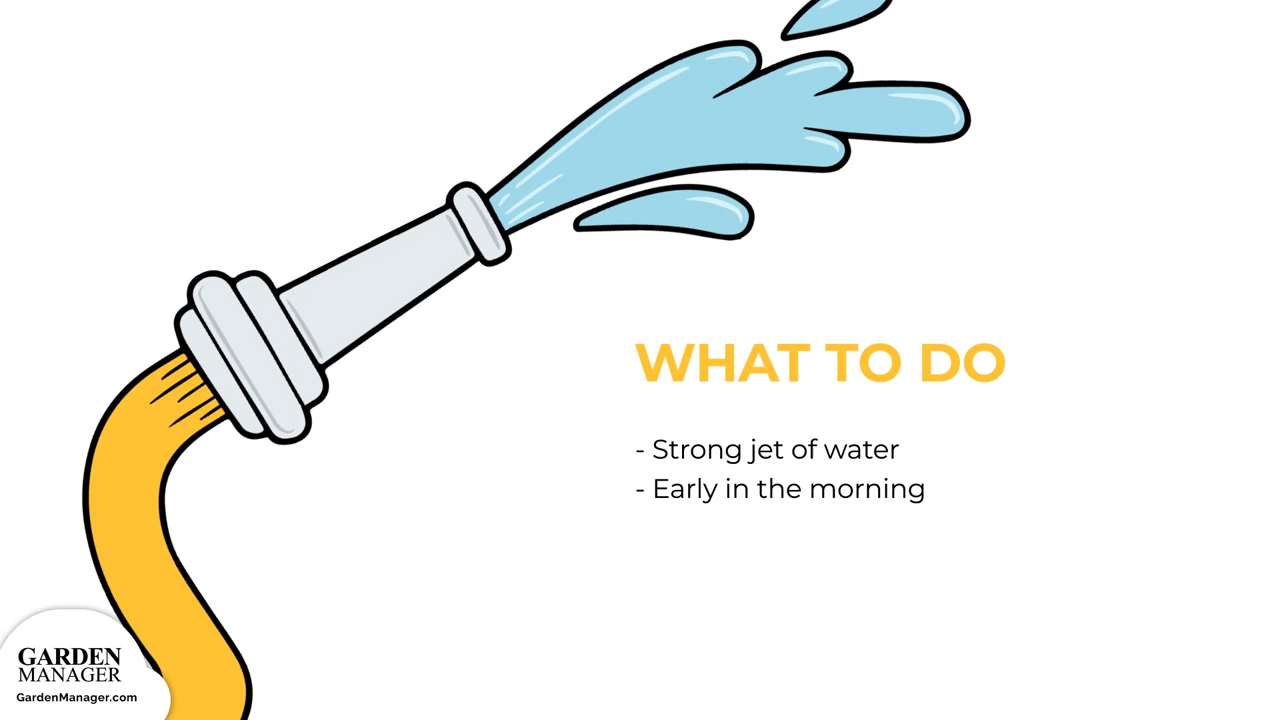 WHAT TO DO
- Strong jet of water
- Early in the morning
GARDEN
MANAGER
GardenManager.com